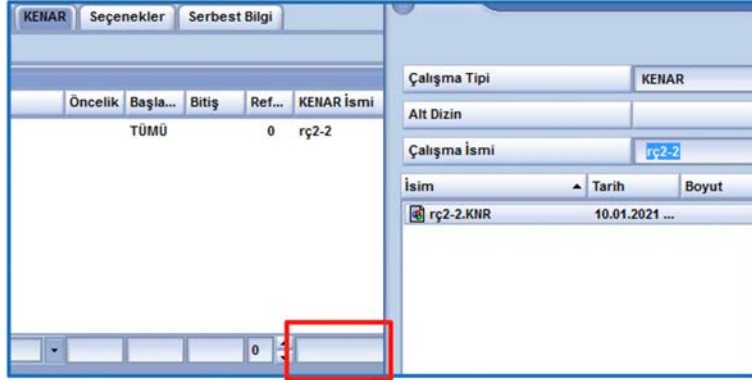 KENAR Seçenekler Serbest Bilgi
Öncelik Başla... Bitiş Ref... KENAR İsmi
TÜMÜ 0 rç2-2
0
Çalışma Tipi KENAR
Alt Dizin
Çalışma İsmi rç2-2
İsim Tarih Boyut
rç2-2.KNR 10.01.2021 ...